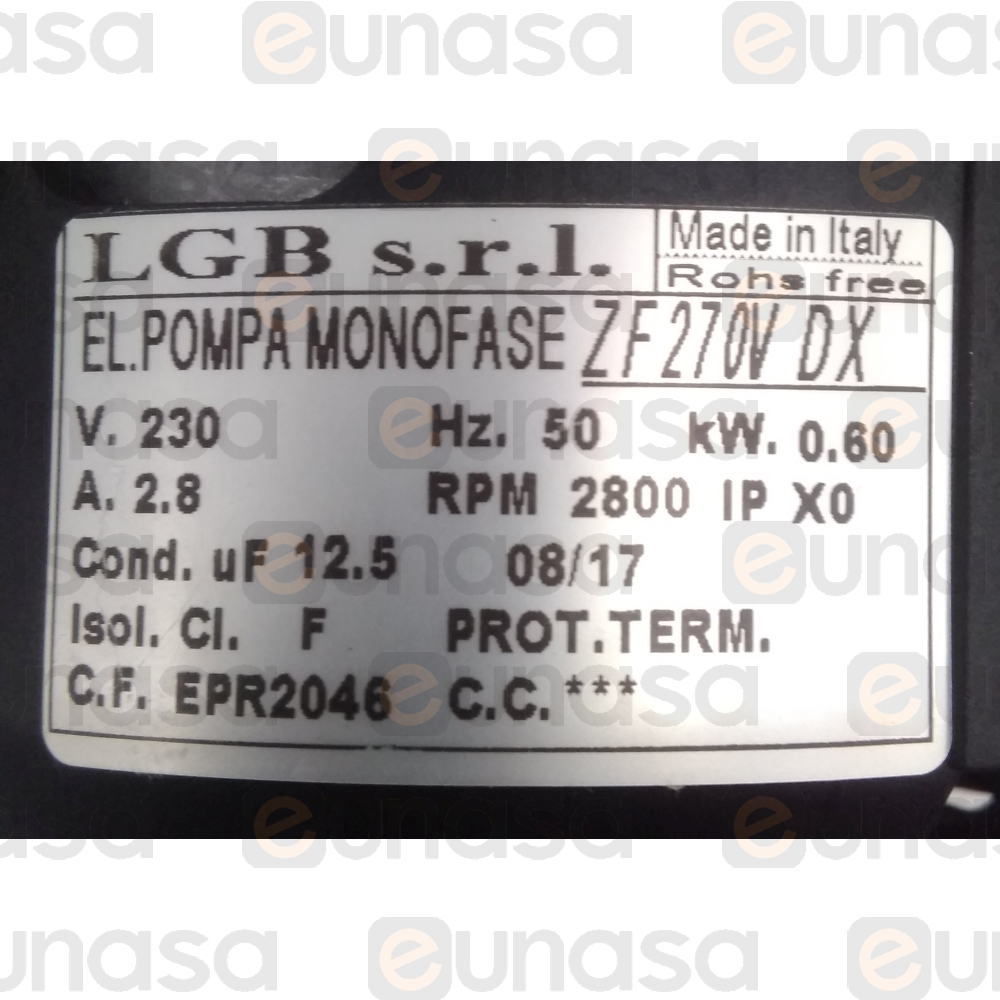 LGB s.r.l.
Made in Italy
Rohs free
EL.POMPA MONOFASE ZF270V DX
V. 230 Hz. 50 kW. 0.60
A. 2.8 RPM 2800 IP X0
Cond. uF 12.5 08/17
Isol. Cl. F PROT.TERM.
C.F. EPR2046 C.C.***
eunasa